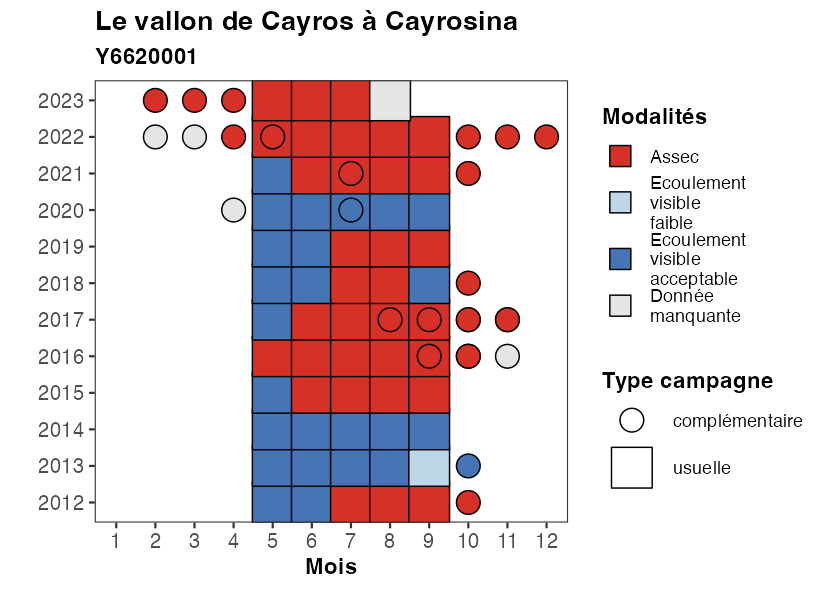 Le vallon de Cayros à Cayrosina
Y6620001
2023
2022
2021
2020
2019
2018
2017
2016
2015
2014
2013
2012
1 2 3 4 5 6 7 8 9 10 11 12
Mois
Modalités
Assec
Ecoulement
visible
faible
Ecoulement
visible
acceptable
Donnée
manquante
Type campagne
complémentaire
usuelle